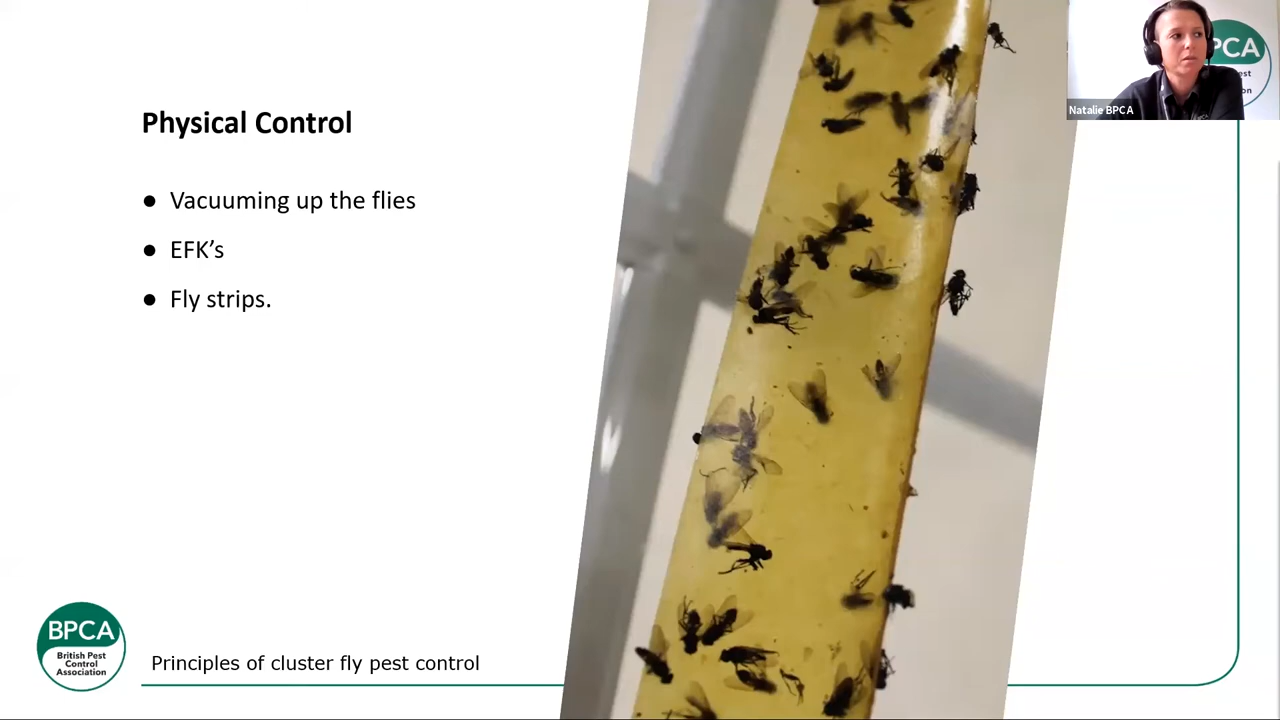 Physical Control
● Vacuuming up the flies
● EFK’s
● Fly strips.
BPCA
British Pest
Control
Association
Principles of cluster fly pest control
PCA
Natalie BPCA